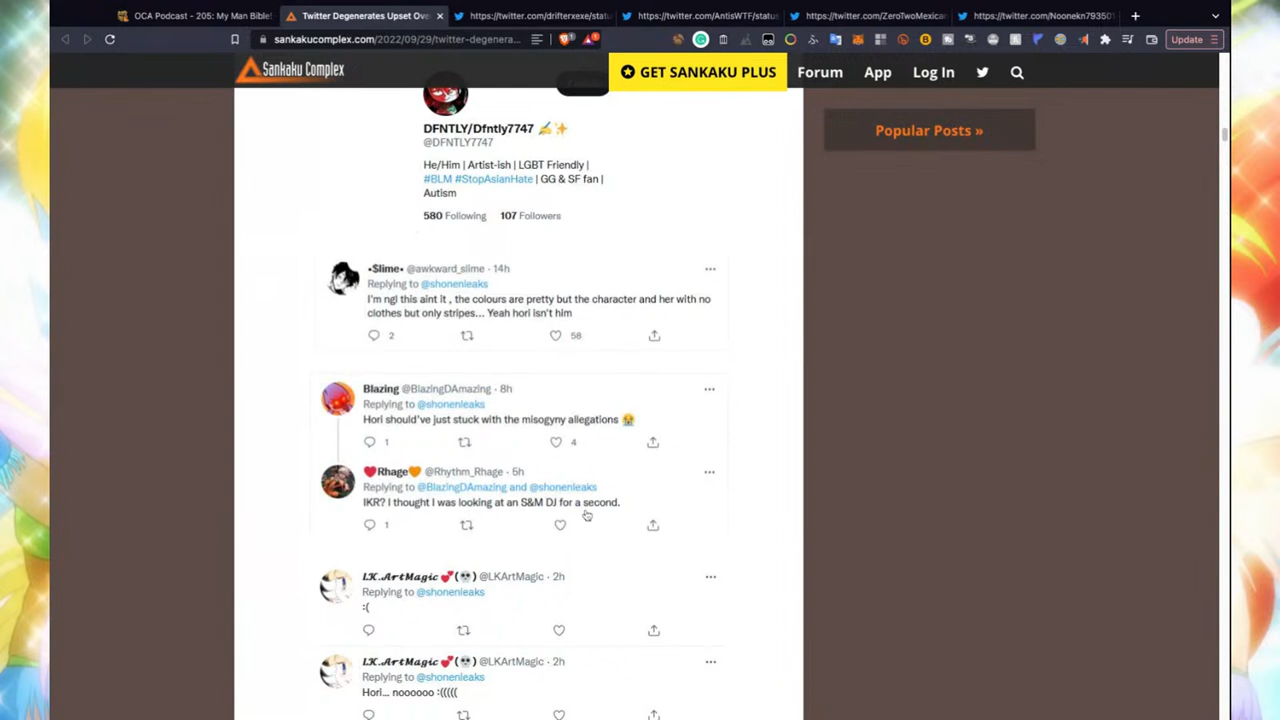 OCA Podcast - 205: My Man Bible!
Twitter Degenerates Upset Ove
https://twitter.com/drifterxexe/statu
https://twitter.com/AntisWTF/status
https://twitter.com/ZeroTwoMexican
https://twitter.com/Noonekn79350
sankakucomplex.com/2022/09/29/twitter-degenera...
Update
Sankaku Complex
GET SANKAKU PLUS
Forum
App
Log In
Popular Posts »
DFNTLY/Dfntly7747 ✍️✨
@DFNTLY7747
He/Him | Artist-ish | LGBT Friendly |
#BLM #StopAsianHate | GG & SF fan |
Autism
580 Following 107 Followers
•$lime• @awkward_slime · 14h
Replying to @shonenleaks
I'm ngl this aint it , the colours are pretty but the character and her with no
clothes but only stripes... Yeah hori isn't him
2 58
Blazing @BlazingDAmazing · 8h
Replying to @shonenleaks
Hori should've just stuck with the misogyny allegations 😭
1 4
❤️Rhage🧡 @Rhythm_Rhage · 5h
Replying to @BlazingDAmazing and @shonenleaks
IKR? I thought I was looking at an S&M DJ for a second.
1
LK.ArtMagic 💕(💀) @LKArtMagic · 2h
Replying to @shonenleaks
:(
LK.ArtMagic 💕(💀) @LKArtMagic · 2h
Replying to @shonenleaks
Hori... noooooo :(((((